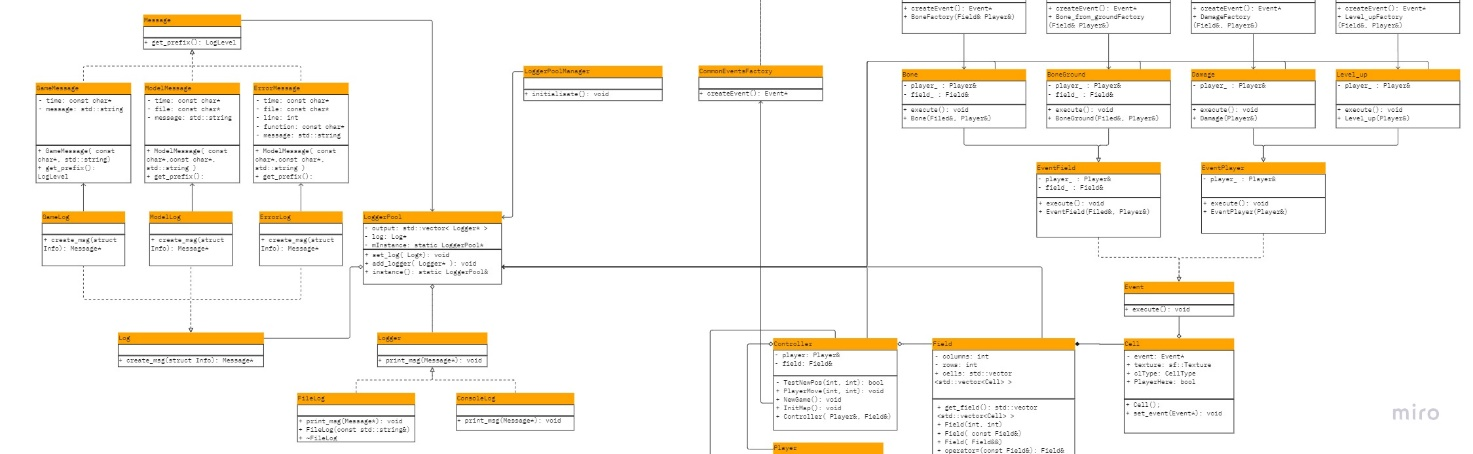 Message
+ get_prefix(): LogLevel
GameMessage
- time: const char*
- message: std::string
+ GameMessage( const
char*, std::string)
+ get_prefix():
LogLevel
ModelMessage
- time: const char*
- file: const char*
- message: std::string
+ ModelMessage( const
char*,const char*,
std::string )
+ get_prefix():
ErrorMessage
- time: const char*
- file: const char*
- line: int
- function: const char*
- message: std::string
+ ModelMessage( const
char*,const char*,
std::string )
+ get_prefix():
GameLog
+ create_msg(struct
Info): Message*
ModelLog
+ create_msg(struct
Info): Message*
ErrorLog
+ create_msg(struct
Info): Message*
Log
+ create_msg(struct Info): Message*
LoggerPool
- output: std::vector< Logger* >
- log: Log*
- mInstance: static LoggerPool*
+ set_log( Log*): void
+ add_logger( Logger* ): void
+ instance(): static LoggerPool&
Logger
+ print_msg(Message*): void
FileLog
+ print_msg(Message*): void
+ FileLog(const std::string&)
+ ~FileLog
ConsoleLog
+ print_msg(Message*): void
LoggerPoolManager
+ initialisate(): void
CommonEventsFactory
+ createEvent(): Event*
+ createEvent(): Event*
+ BoneFactory(Field& Player&)
+ createEvent(): Event*
+ Bone_from_groundFactory
(Field& Player&)
+ createEvent(): Event*
+ DamageFactory
(Field&, Player&)
+ createEvent(): Event*
+ Level_upFactory
(Field&, Player&)
Bone
- player_ : Player&
- field_ : Field&
+ execute(): void
+ Bone(Filed&, Player&)
BoneGround
- player_ : Player&
- field_ : Field&
+ execute(): void
+ BoneGround(Filed&, Player&)
Damage
- player_ : Player&
+ execute(): void
+ Damage(Player&)
Level_up
- player_ : Player&
+ execute(): void
+ Level_up(Player&)
EventField
- player_ : Player&
- field_ : Field&
+ execute(): void
+ EventField(Filed&, Player&)
EventPlayer
- player_ : Player&
+ execute(): void
+ EventPlayer(Player&)
Event
+ execute(): void
Controller
- player: Player&
- field: Field&
- TestNewPos(int, int): bool
+ PlayerMove(int, int): void
+ NewGame(): void
+ InitMap(): void
+ Controller( Player&, Field&)
Player
Field
- columns: int
- rows: int
+ cells: std::vector
<std::vector<Cell> >
+ get_field(): std::vector
<std::vector<Cell> >
+ Field(int, int)
+ Field( const Field&)
+ Field( Field&&)
+ operator=(const Field&): Field&
Cell
- event: Event*
+ texture: sf::Texture
+ clType: CellType
+ PlayerHere: bool
+ Cell();
+ set_event(Event*): void
miro